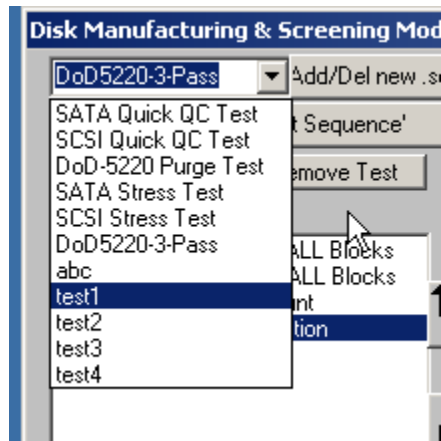 Disk Manufacturing & Screening Mod
DoD5220-3-Pass
Add/Del new .s
SATA Quick QC Test
SCSI Quick QC Test
t Sequence'
DoD-5220 Purge Test
emove Test
SATA Stress Test
SCSI Stress Test
DoD5220-3-Pass
ALL Blocks
abc
ALL Blocks
test1
unt
test2
tion
test3
test4